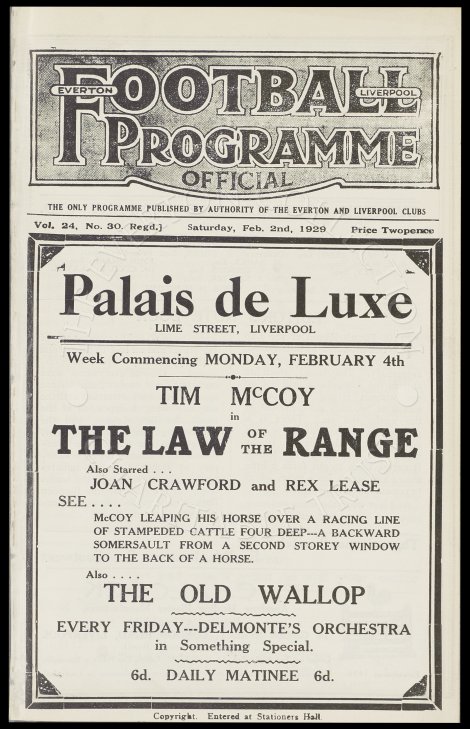 EVERTON LIVERPOOL
FOOTBALL
PROGRAMME
OFFICIAL
THE ONLY PROGRAMME PUBLISHED BY AUTHORITY OF THE EVERTON AND LIVERPOOL CLUBS
Vol. 24, No. 30. Regd.] Saturday, Feb. 2nd, 1929 Price Twopence
Palais de Luxe
LIME STREET, LIVERPOOL
Week Commencing MONDAY, FEBRUARY 4th
TIM McCOY
in
THE LAW OF THE RANGE
Also Starred . . .
JOAN CRAWFORD and REX LEASE
SEE . . . .
McCOY LEAPING HIS HORSE OVER A RACING LINE
OF STAMPEDED CATTLE FOUR DEEP---A BACKWARD
SOMERSAULT FROM A SECOND STOREY WINDOW
TO THE BACK OF A HORSE.
Also . . . .
THE OLD WALLOP
EVERY FRIDAY---DELMONTE'S ORCHESTRA
in Something Special.
6d. DAILY MATINEE 6d.
Copyright. Entered at Stationers Hall.